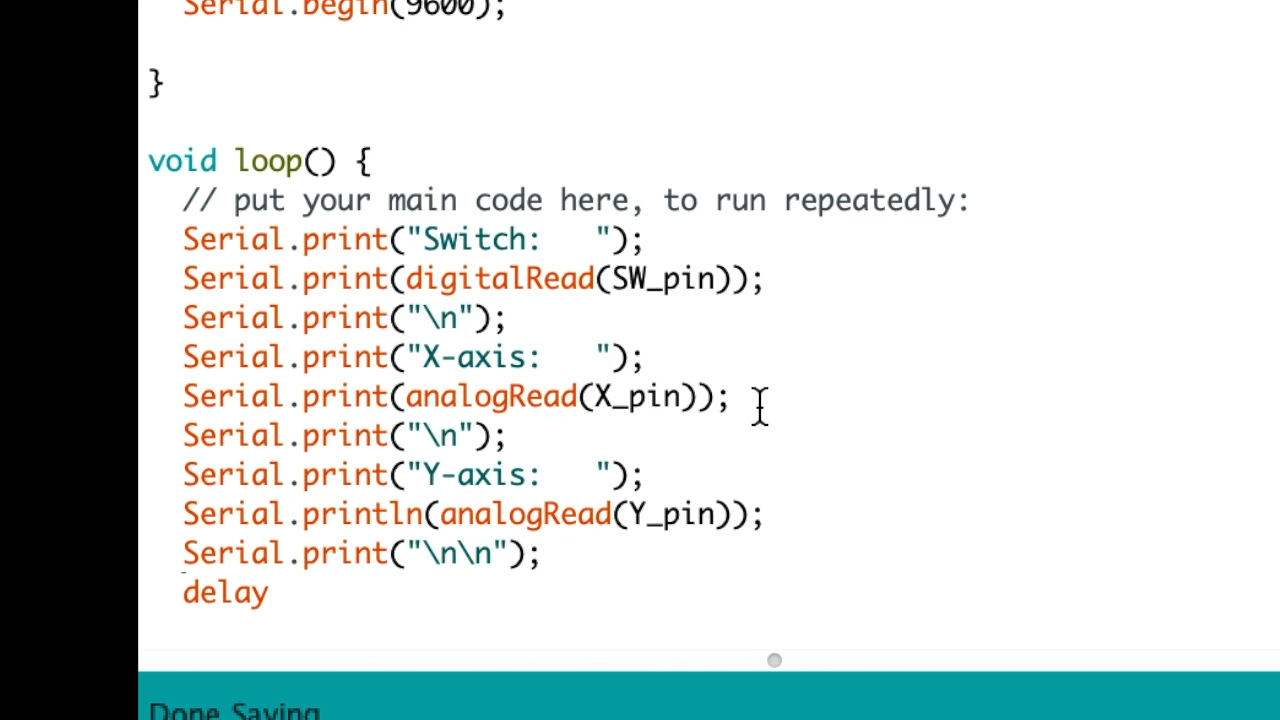 Serial.begin(9600);
}
void loop() {
// put your main code here, to run repeatedly:
Serial.print("Switch:   ");
Serial.print(digitalRead(SW_pin));
Serial.print("\n");
Serial.print("X-axis:   ");
Serial.print(analogRead(X_pin));
Serial.print("\n");
Serial.print("Y-axis:   ");
Serial.println(analogRead(Y_pin));
Serial.print("\n\n");
delay
Done Saving